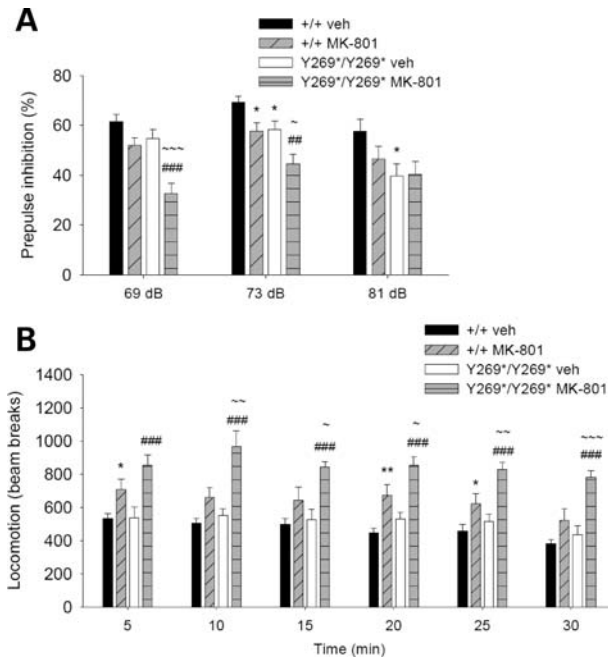 A
+/+ veh
+/+ MK-801
Y269*/Y269* veh
Y269*/Y269* MK-801
Prepulse inhibition (%)
80
60
40
20
0
~~~
###
* *
~
##
*
69 dB 73 dB 81 dB
B
+/+ veh
+/+ MK-801
Y269*/Y269* veh
Y269*/Y269* MK-801
Locomotion (beam breaks)
1400
1200
1000
800
600
400
200
0
*
###
~~
###
~
###
**
~
###
*
~~
###
~~~
###
5 10 15 20 25 30
Time (min)